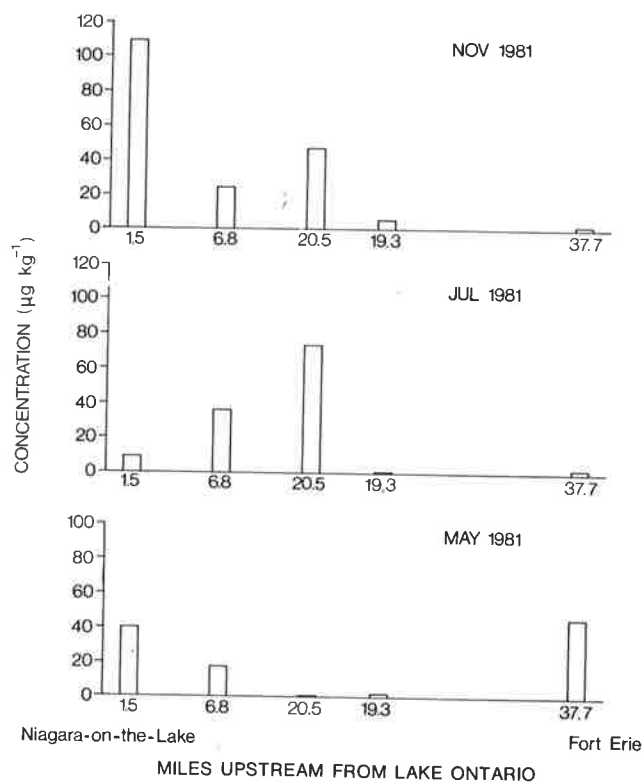 120
100
80
60
40
20
0
NOV 1981
1.5 6.8 20.5 19.3 37.7
CONCENTRATION (µg kg⁻¹)
120
100
80
60
40
20
0
JUL 1981
1.5 6.8 20.5 19.3 37.7
100
80
60
40
20
0
MAY 1981
1.5 6.8 20.5 19.3 37.7
Niagara-on-the-Lake Fort Erie
MILES UPSTREAM FROM LAKE ONTARIO